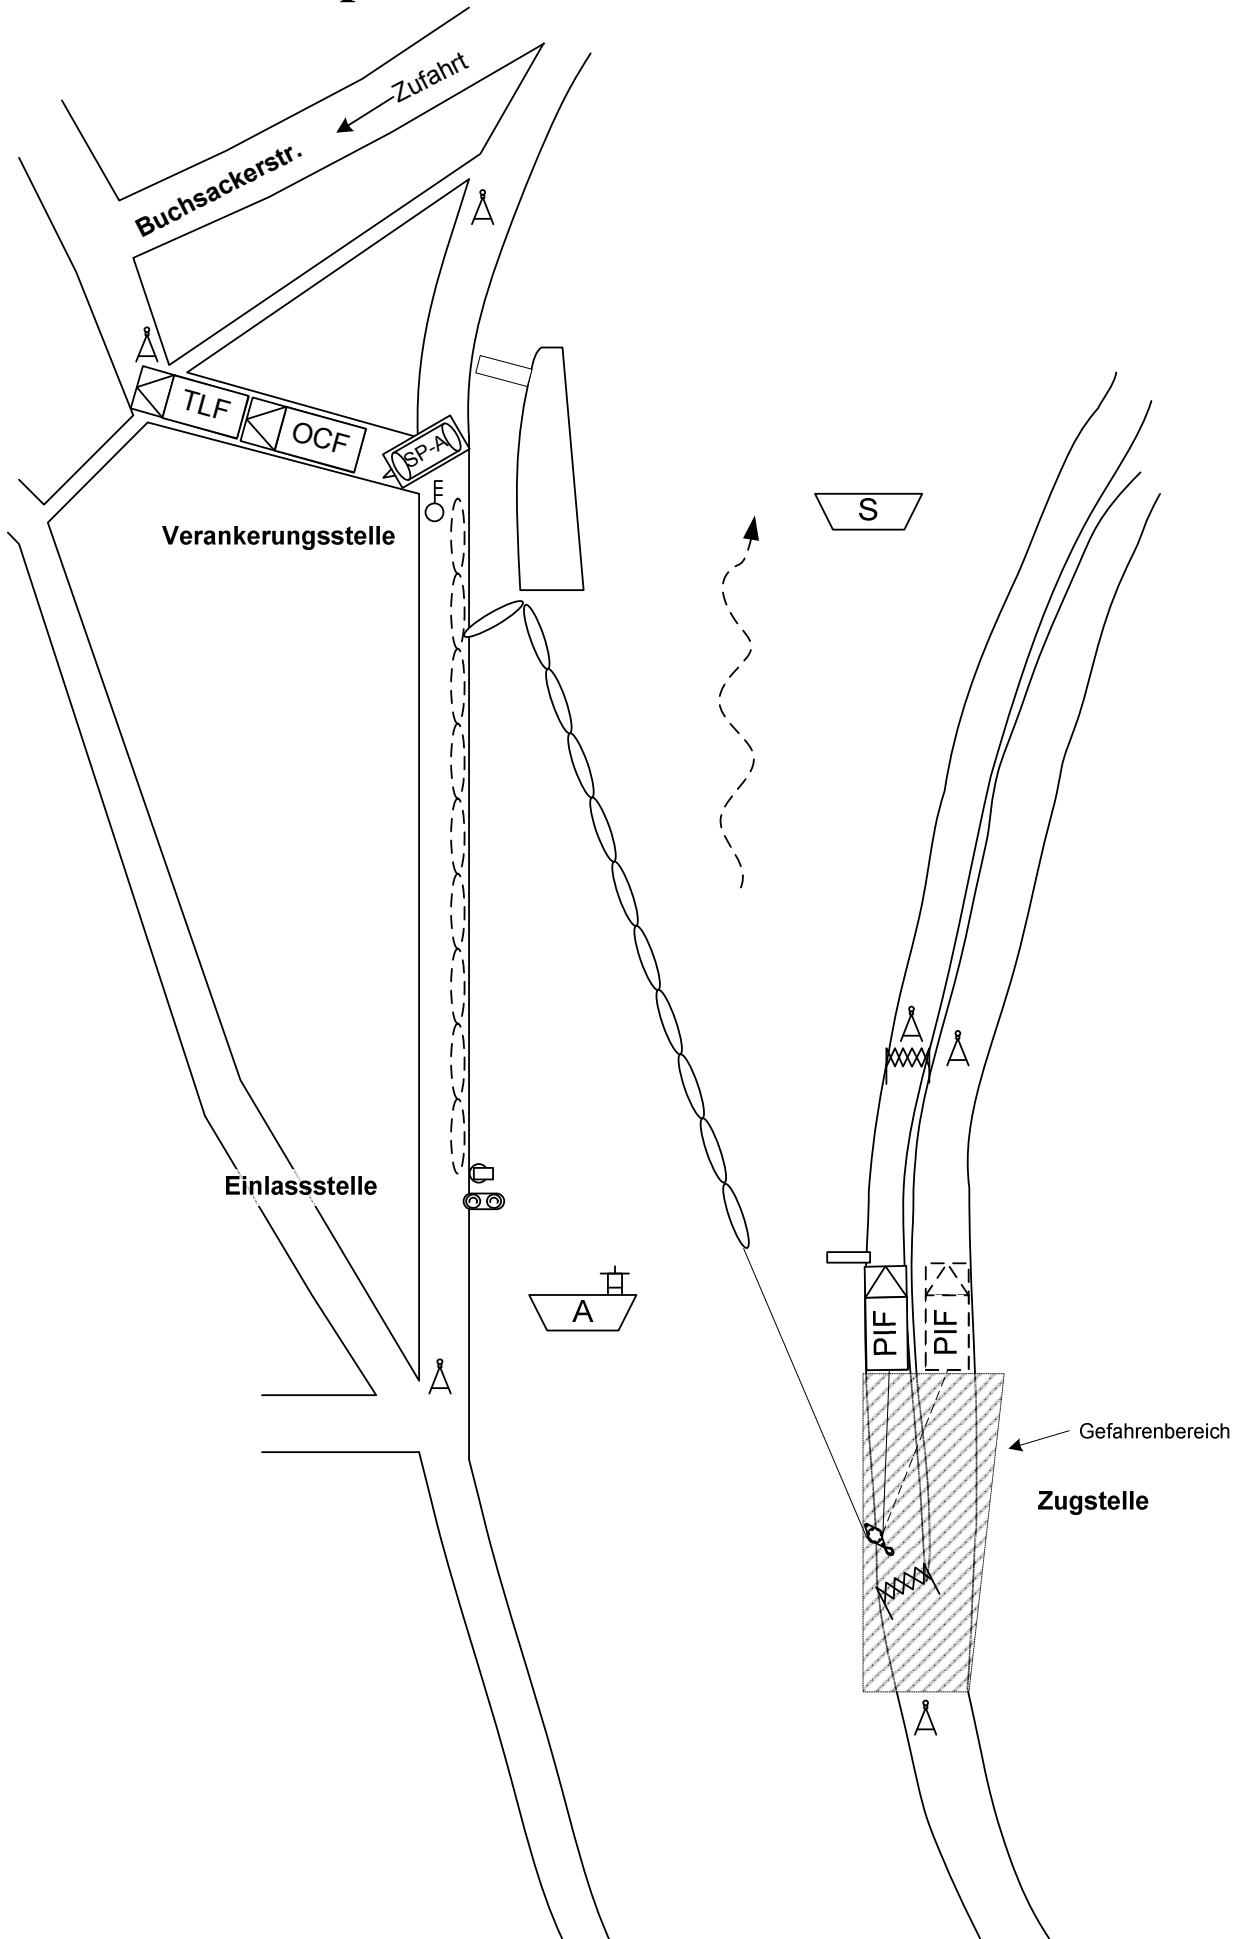 Zufahrt
Buchsackerstr.
TLF
OCF
SP-A
S
Verankerungsstelle
Einlassstelle
A
PIF
PIF
Gefahrenbereich
Zugstelle